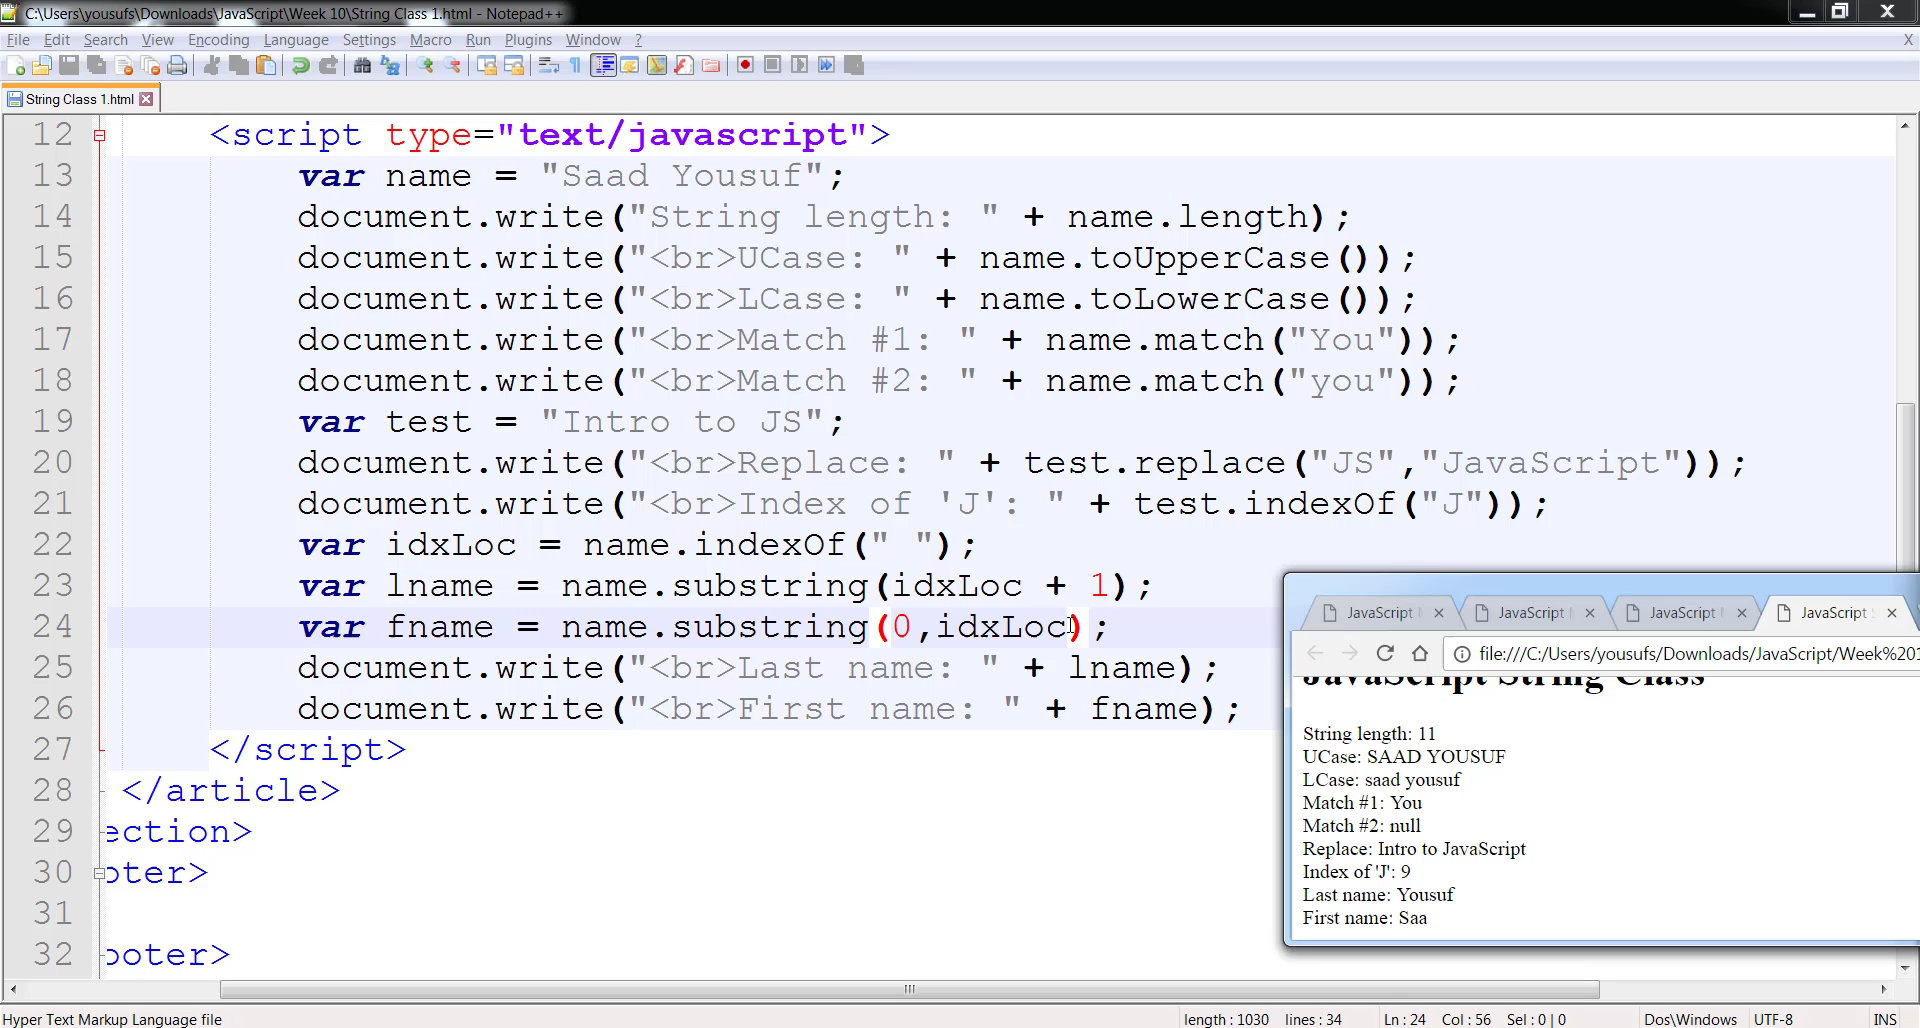 C:\Users\yousufs\Downloads\JavaScript\Week 10\String Class 1.html - Notepad++
File Edit Search View Encoding Language Settings Macro Run Plugins Window ? X
String Class 1.html
12 <script type="text/javascript">
13 var name = "Saad Yousuf";
14 document.write("String length: " + name.length);
15 document.write("<br>UCase: " + name.toUpperCase());
16 document.write("<br>LCase: " + name.toLowerCase());
17 document.write("<br>Match #1: " + name.match("You"));
18 document.write("<br>Match #2: " + name.match("you"));
19 var test = "Intro to JS";
20 document.write("<br>Replace: " + test.replace("JS","JavaScript"));
21 document.write("<br>Index of 'J': " + test.indexOf("J"));
22 var idxLoc = name.indexOf(" ");
23 var lname = name.substring(idxLoc + 1);
24 var fname = name.substring(0,idxLoc);
25 document.write("<br>Last name: " + lname);
26 document.write("<br>First name: " + fname);
27 </script>
28 </article>
29 ection>
30 oter>
31
32 ooter>
JavaScript JavaScript JavaScript JavaScript
file:///C:/Users/yousufs/Downloads/JavaScript/Week%201
JavaScript String Class
String length: 11
UCase: SAAD YOUSUF
LCase: saad yousuf
Match #1: You
Match #2: null
Replace: Intro to JavaScript
Index of 'J': 9
Last name: Yousuf
First name: Saa
Hyper Text Markup Language file length : 1030 lines : 34 Ln : 24 Col : 56 Sel : 0 | 0 Dos\Windows UTF-8 INS